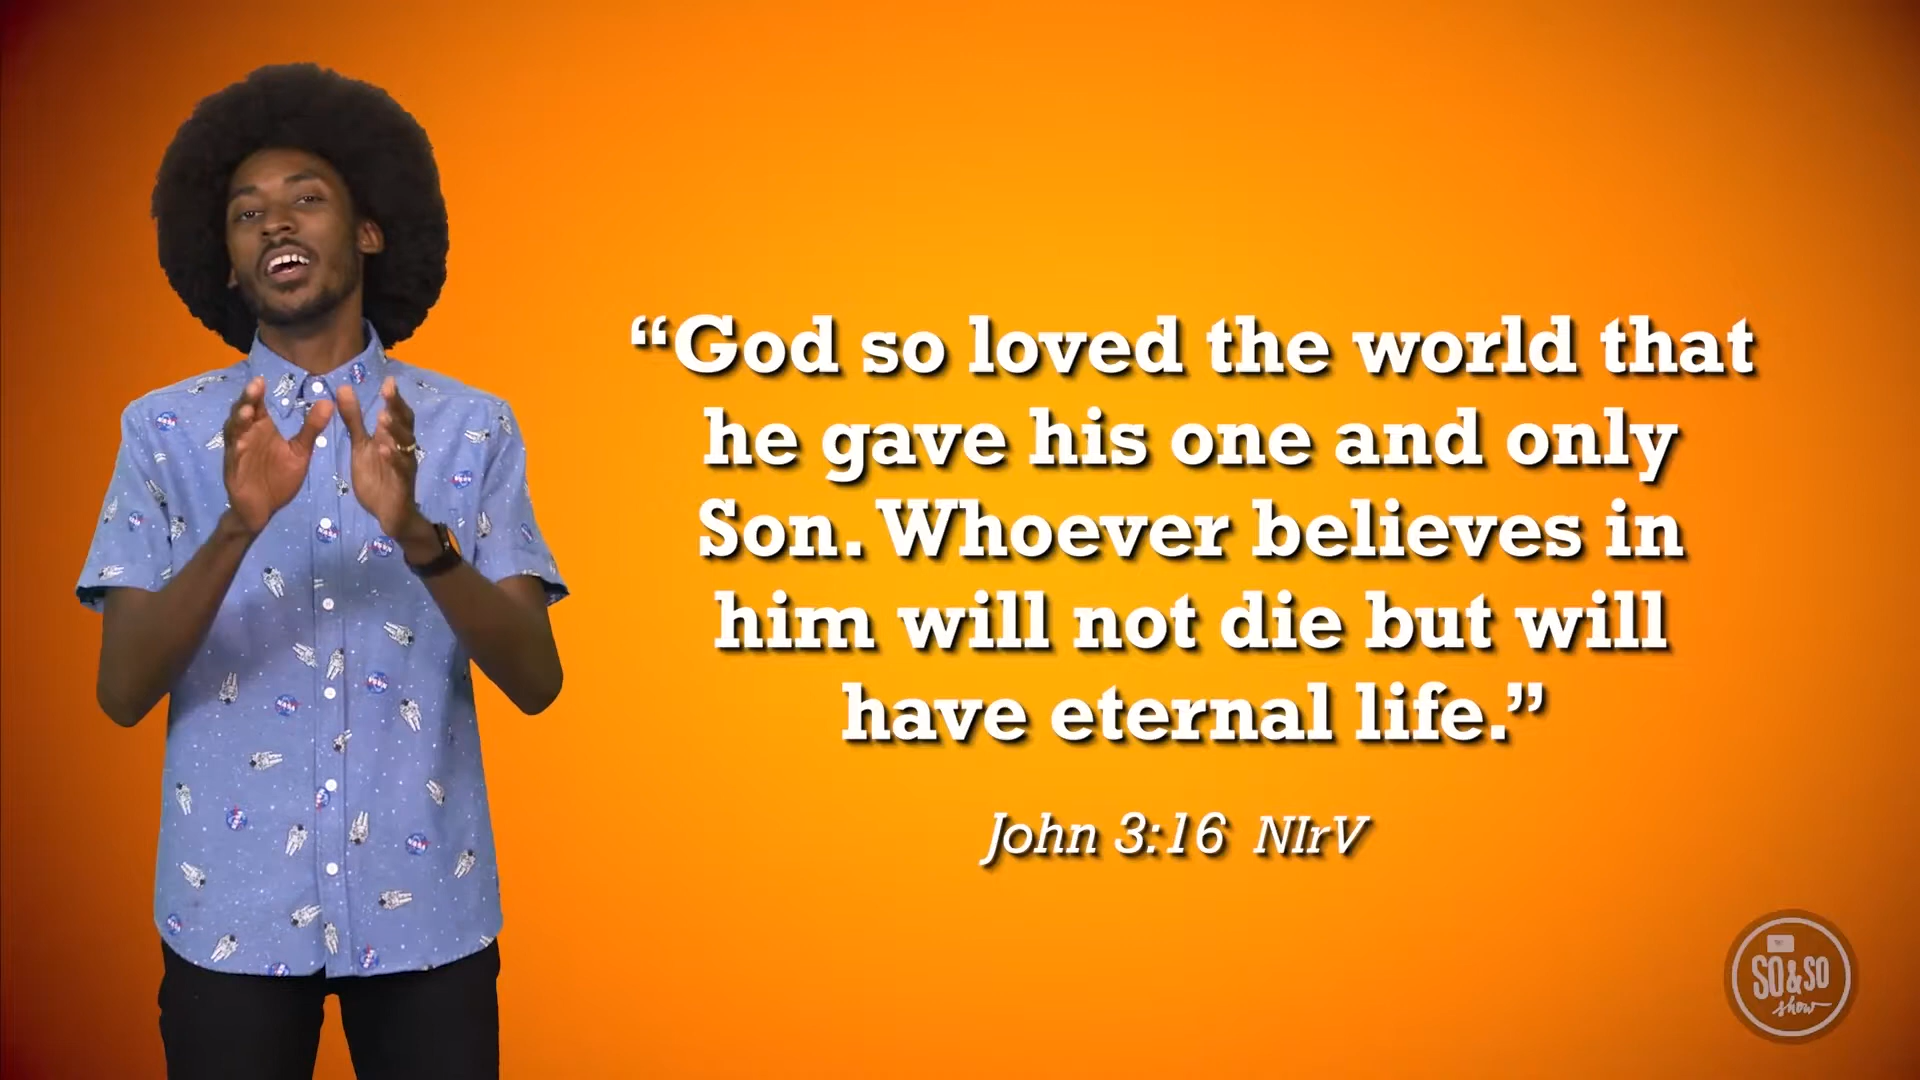 “God so loved the world that
he gave his one and only
Son. Whoever believes in
him will not die but will
have eternal life.”
John 3:16 NIrV
SO & SO
show
NASA